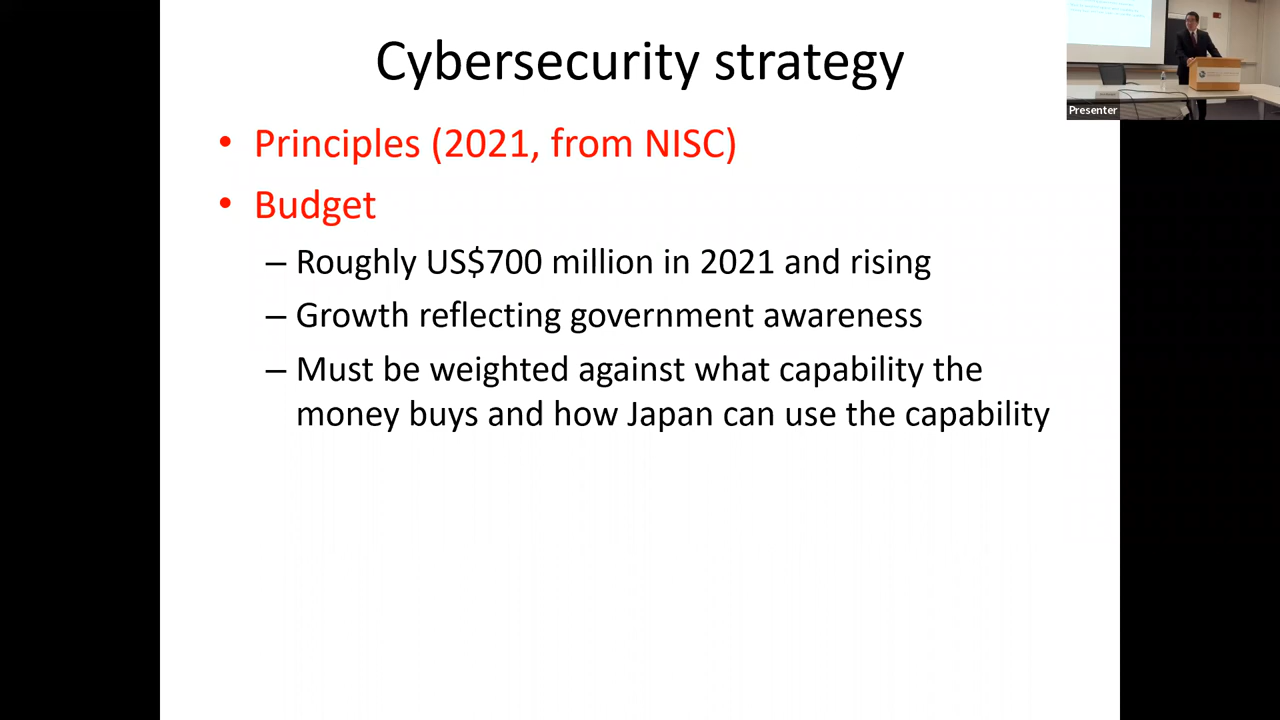 Cybersecurity strategy
• Principles (2021, from NISC)
• Budget
– Roughly US$700 million in 2021 and rising
– Growth reflecting government awareness
– Must be weighted against what capability the
money buys and how Japan can use the capability
Presenter